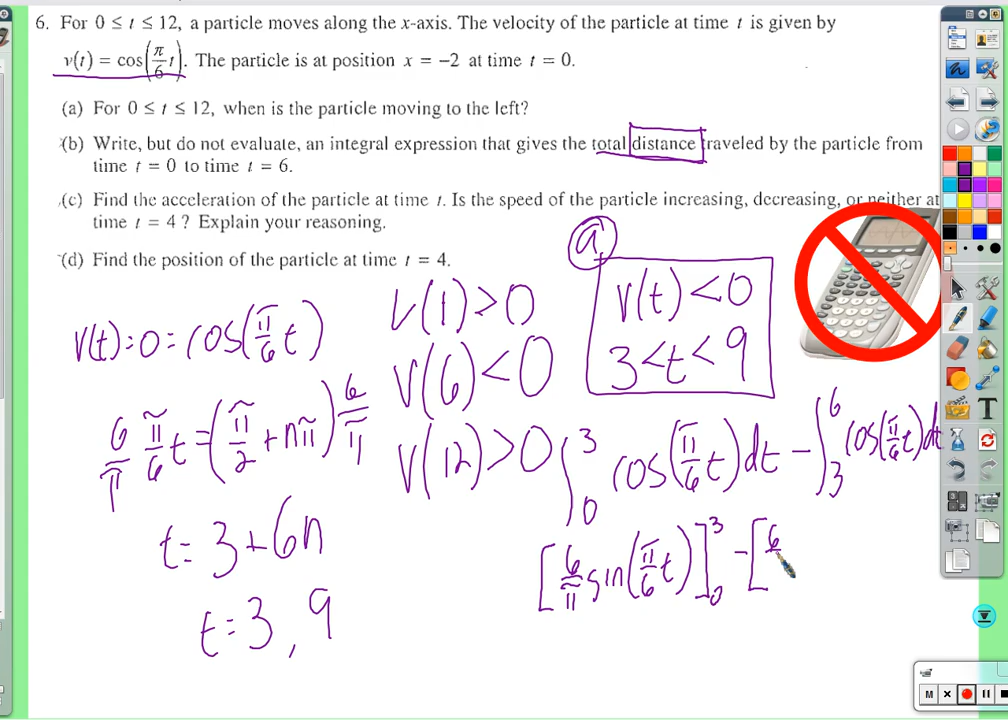 6. For 0 ≤ t ≤ 12, a particle moves along the x-axis. The velocity of the particle at time t is given by
v(t) = cos(π/6 t). The particle is at position x = −2 at time t = 0.
(a) For 0 ≤ t ≤ 12, when is the particle moving to the left?
(b) Write, but do not evaluate, an integral expression that gives the total distance traveled by the particle from
time t = 0 to time t = 6.
(c) Find the acceleration of the particle at time t. Is the speed of the particle increasing, decreasing, or neither at
time t = 4 ? Explain your reasoning.
(d) Find the position of the particle at time t = 4.
a
v(t) < 0
3 < t < 9
v(t) = 0 = cos(π/6 t)
6/π π/6 t = (π/2 + nπ) 6/π
t = 3 + 6n
t = 3, 9
v(1) > 0
v(6) < 0
v(12) > 0
∫₀³ cos(π/6 t) dt − ∫₃⁶ cos(π/6 t) dt
[6/π sin(π/6 t)]₀³ − [6
T
M